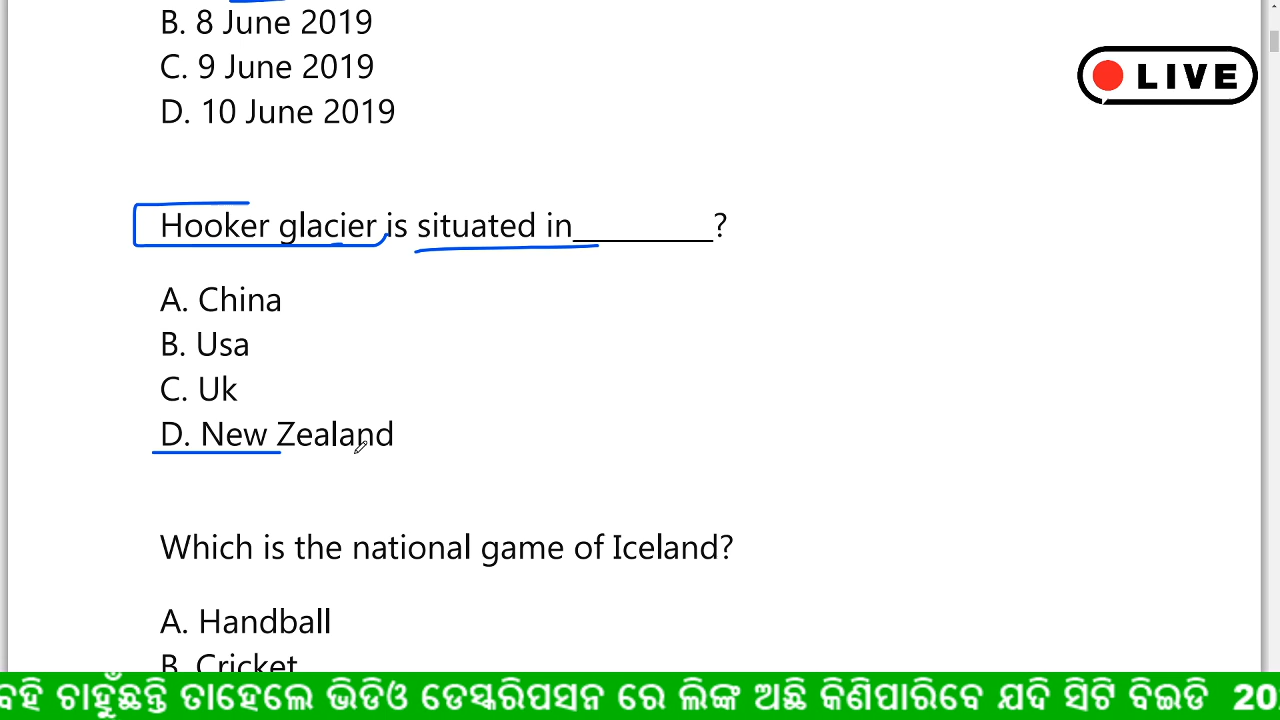 B. 8 June 2019
C. 9 June 2019
D. 10 June 2019
LIVE
Hooker glacier is situated in_________?
A. China
B. Usa
C. Uk
D. New Zealand
Which is the national game of Iceland?
A. Handball
B. Cricket
ବହି ଚାହୁଁଛନ୍ତି ତାହେଲେ ଭିଡିଓ ଡେସ୍କରିପସନ ରେ ଲିଙ୍କ ଅଛି କିଣିପାରିବେ ଯଦି ସିଟି ବିଇଡି 20